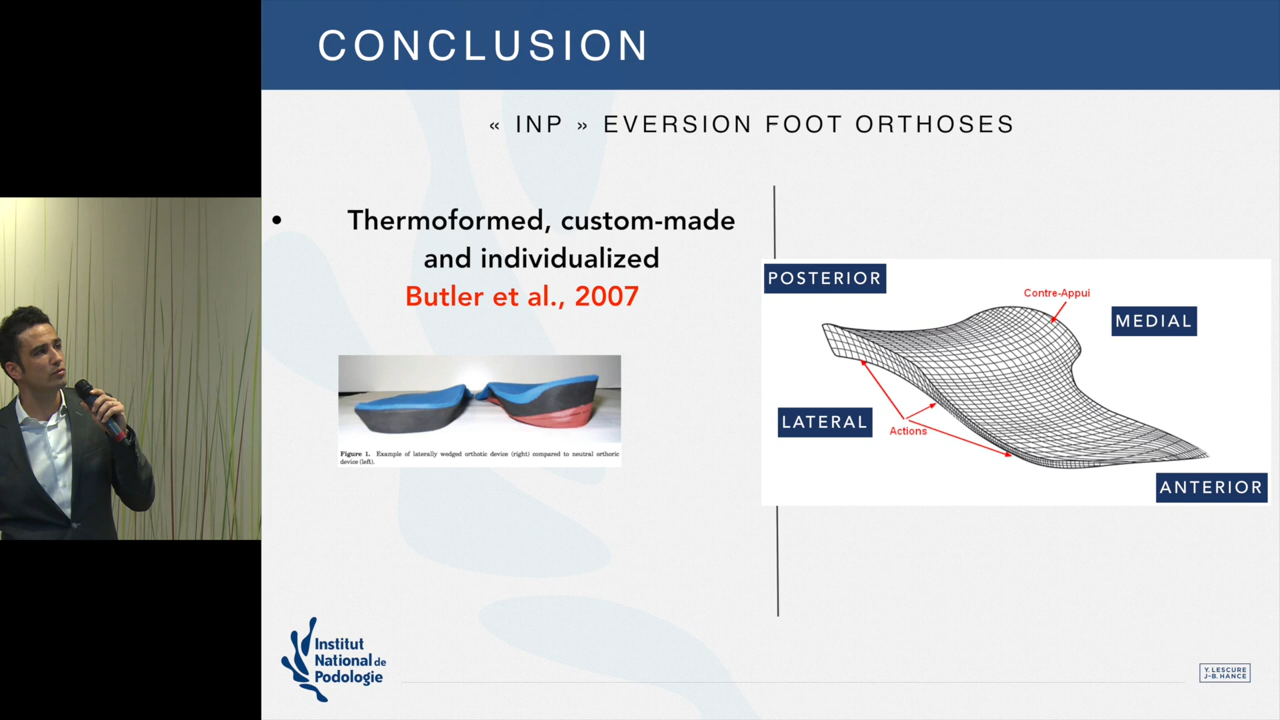 CONCLUSION
« INP » EVERSION FOOT ORTHOSES
• Thermoformed, custom-made
and individualized
Butler et al., 2007
Figure 1. Example of laterally wedged orthotic device (right) compared to neutral orthoric
device (left).
POSTERIOR
Contre-Appui
MEDIAL
LATERAL
Actions
ANTERIOR
Institut
National de
Podologie
Y. LESCURE
J-B. HANCE